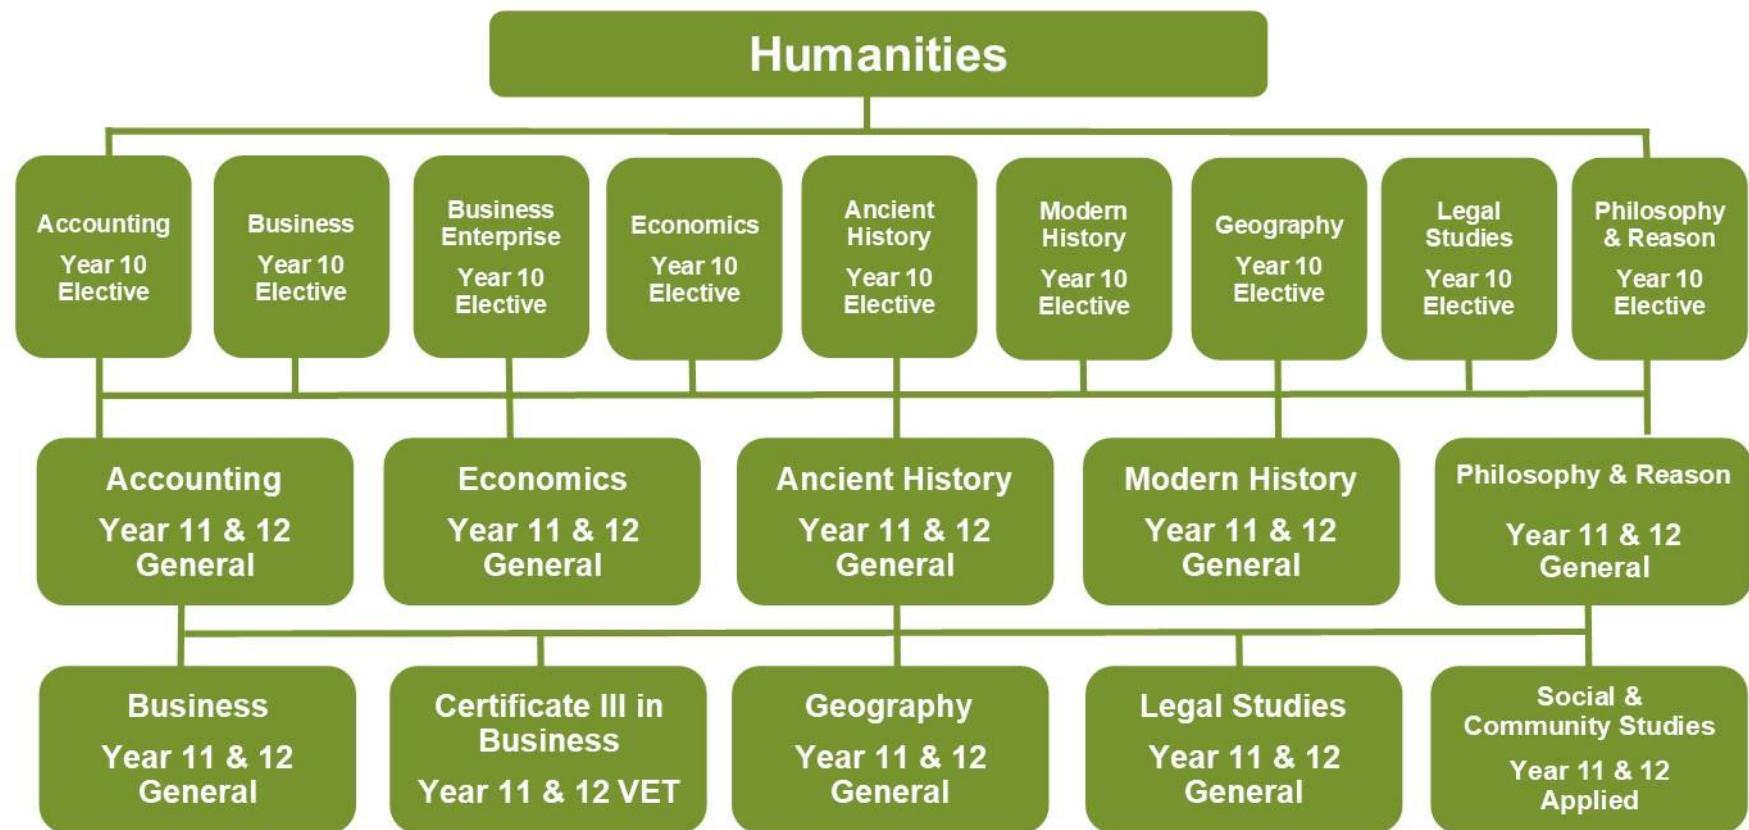 Humanities
Accounting
Year 10
Elective
Business
Year 10
Elective
Business
Enterprise
Year 10
Elective
Economics
Year 10
Elective
Ancient
History
Year 10
Elective
Modern
History
Year 10
Elective
Geography
Year 10
Elective
Legal
Studies
Year 10
Elective
Philosophy
& Reason
Year 10
Elective
Accounting
Year 11 & 12
General
Economics
Year 11 & 12
General
Ancient History
Year 11 & 12
General
Modern History
Year 11 & 12
General
Philosophy & Reason
Year 11 & 12
General
Business
Year 11 & 12
General
Certificate III in
Business
Year 11 & 12 VET
Geography
Year 11 & 12
General
Legal Studies
Year 11 & 12
General
Social &
Community Studies
Year 11 & 12
Applied